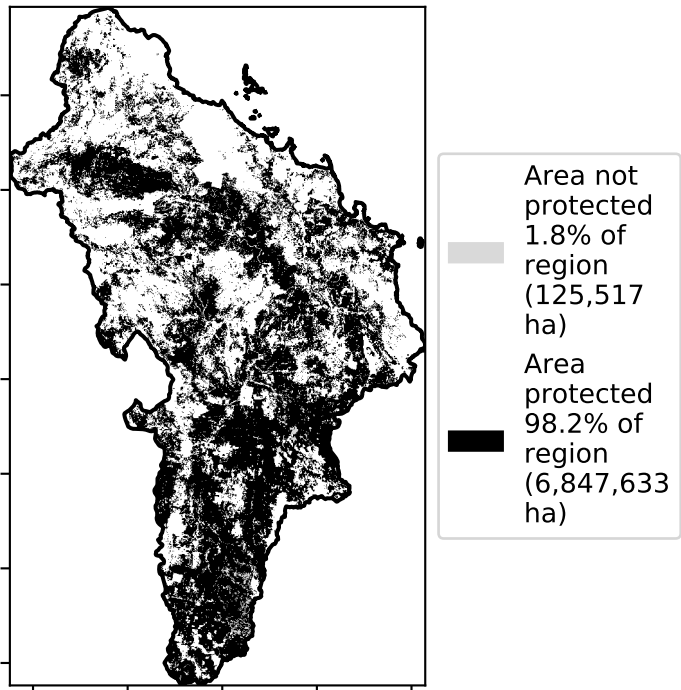 Area not
protected
1.8% of
region
(125,517
ha)
Area
protected
98.2% of
region
(6,847,633
ha)